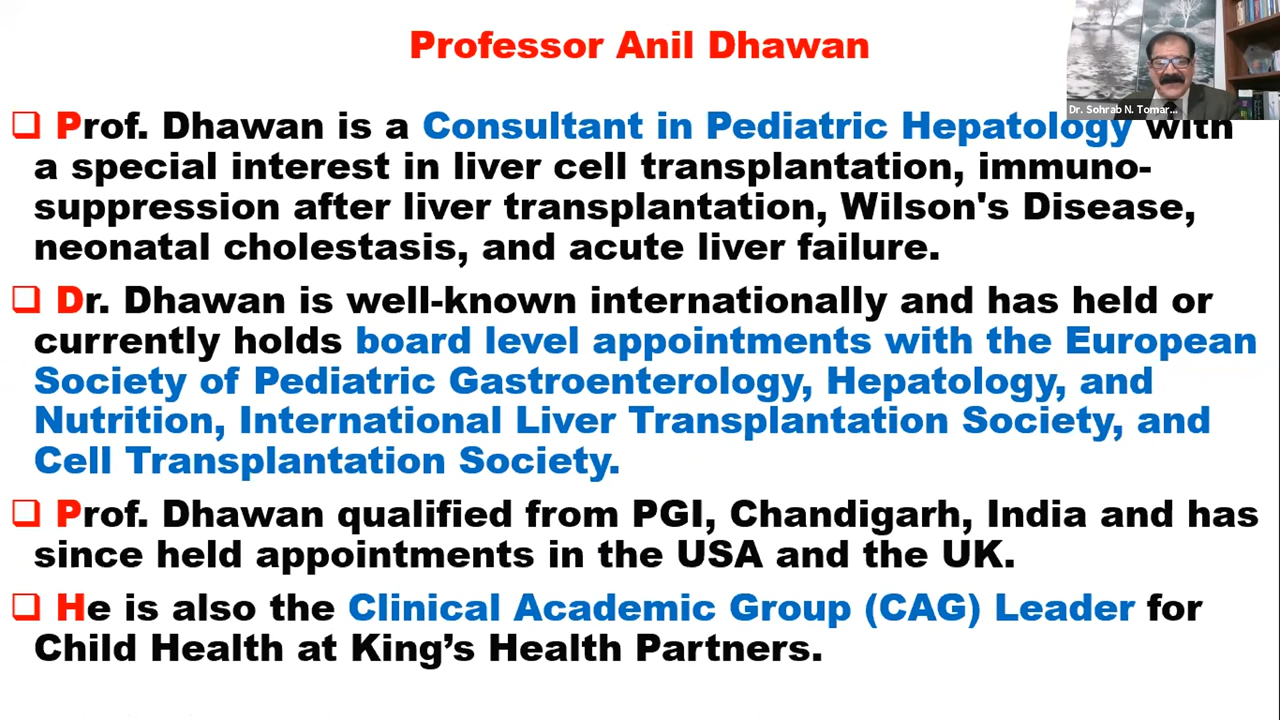 Professor Anil Dhawan
Dr. Sohrab N. Tomar...
❑ Prof. Dhawan is a Consultant in Pediatric Hepatology with
a special interest in liver cell transplantation, immuno-
suppression after liver transplantation, Wilson's Disease,
neonatal cholestasis, and acute liver failure.
❑ Dr. Dhawan is well-known internationally and has held or
currently holds board level appointments with the European
Society of Pediatric Gastroenterology, Hepatology, and
Nutrition, International Liver Transplantation Society, and
Cell Transplantation Society.
❑ Prof. Dhawan qualified from PGI, Chandigarh, India and has
since held appointments in the USA and the UK.
❑ He is also the Clinical Academic Group (CAG) Leader for
Child Health at King’s Health Partners.